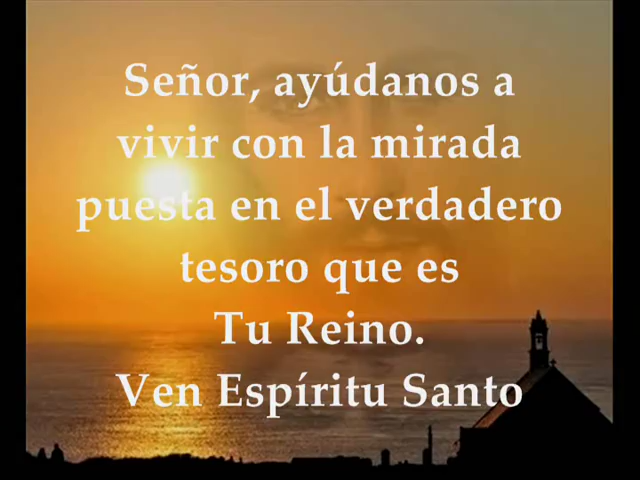 Señor, ayúdanos a
vivir con la mirada
puesta en el verdadero
tesoro que es
Tu Reino.
Ven Espíritu Santo